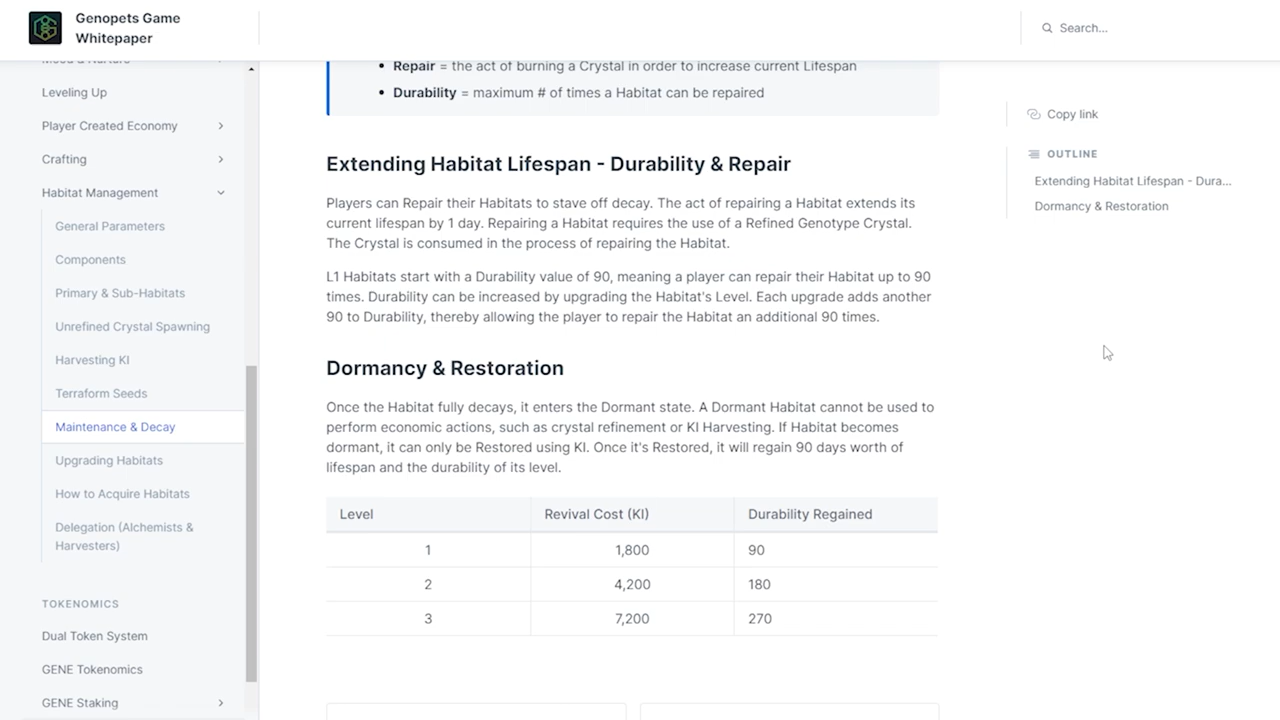 Genopets Game
Whitepaper
Search...
Mood & Nurture
Leveling Up
Player Created Economy
Crafting
Habitat Management
General Parameters
Components
Primary & Sub-Habitats
Unrefined Crystal Spawning
Harvesting KI
Terraform Seeds
Maintenance & Decay
Upgrading Habitats
How to Acquire Habitats
Delegation (Alchemists &
Harvesters)
TOKENOMICS
Dual Token System
GENE Tokenomics
GENE Staking
• Repair = the act of burning a Crystal in order to increase current Lifespan
• Durability = maximum # of times a Habitat can be repaired
Extending Habitat Lifespan - Durability & Repair
Players can Repair their Habitats to stave off decay. The act of repairing a Habitat extends its
current lifespan by 1 day. Repairing a Habitat requires the use of a Refined Genotype Crystal.
The Crystal is consumed in the process of repairing the Habitat.
L1 Habitats start with a Durability value of 90, meaning a player can repair their Habitat up to 90
times. Durability can be increased by upgrading the Habitat's Level. Each upgrade adds another
90 to Durability, thereby allowing the player to repair the Habitat an additional 90 times.
Dormancy & Restoration
Once the Habitat fully decays, it enters the Dormant state. A Dormant Habitat cannot be used to
perform economic actions, such as crystal refinement or KI Harvesting. If Habitat becomes
dormant, it can only be Restored using KI. Once it's Restored, it will regain 90 days worth of
lifespan and the durability of its level.
Level Revival Cost (KI) Durability Regained
1 1,800 90
2 4,200 180
3 7,200 270
Copy link
OUTLINE
Extending Habitat Lifespan - Dura...
Dormancy & Restoration